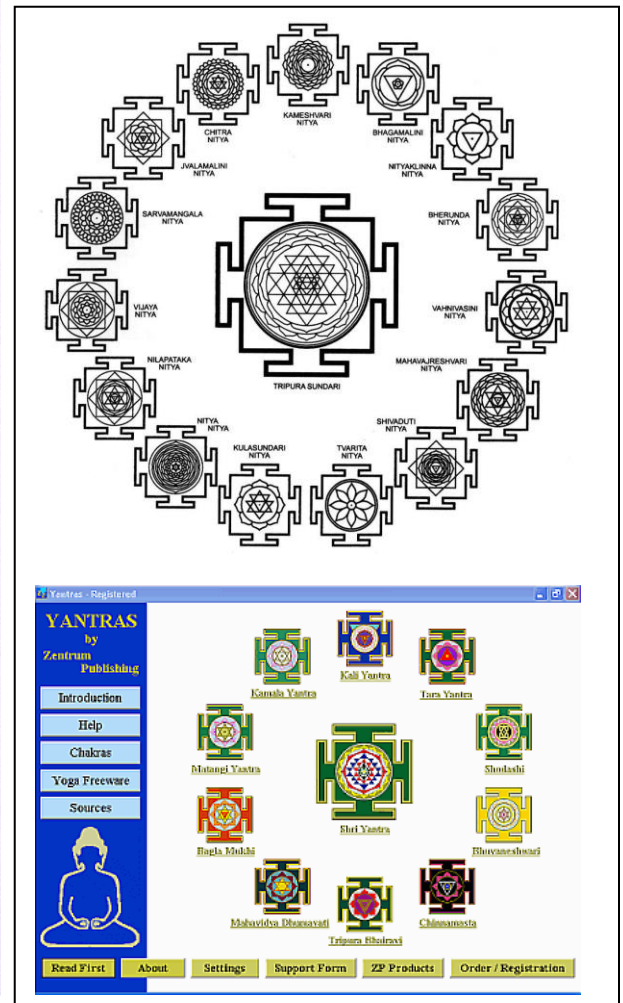 KAMESHVARI
NITYA
BHAGAMALINI
NITYA
NITYAKLINNA
NITYA
BHERUNDA
NITYA
VAHNIVASINI
NITYA
MAHAVAJRESHVARI
NITYA
SHIVADUTI
NITYA
TVARITA
NITYA
KULASUNDARI
NITYA
NITYA
NITYA
NILAPATAKA
NITYA
VIJAYA
NITYA
SARVAMANGALA
NITYA
JVALAMALINI
NITYA
CHITRA
NITYA
TRIPURA SUNDARI
Yantras - Registered
YANTRAS
by
Zentrum
Publishing
Introduction
Help
Chakras
Yoga Freeware
Sources
Kamala Yantra
Kali Yantra
Tara Yantra
Matangi Yantra
Shodashi
Shri Yantra
Bagla Mukhi
Bhuvaneshwari
Mahavidya Dhumavati
Tripura Bhairavi
Chinnamasta
Read First
About
Settings
Support Form
ZP Products
Order / Registration